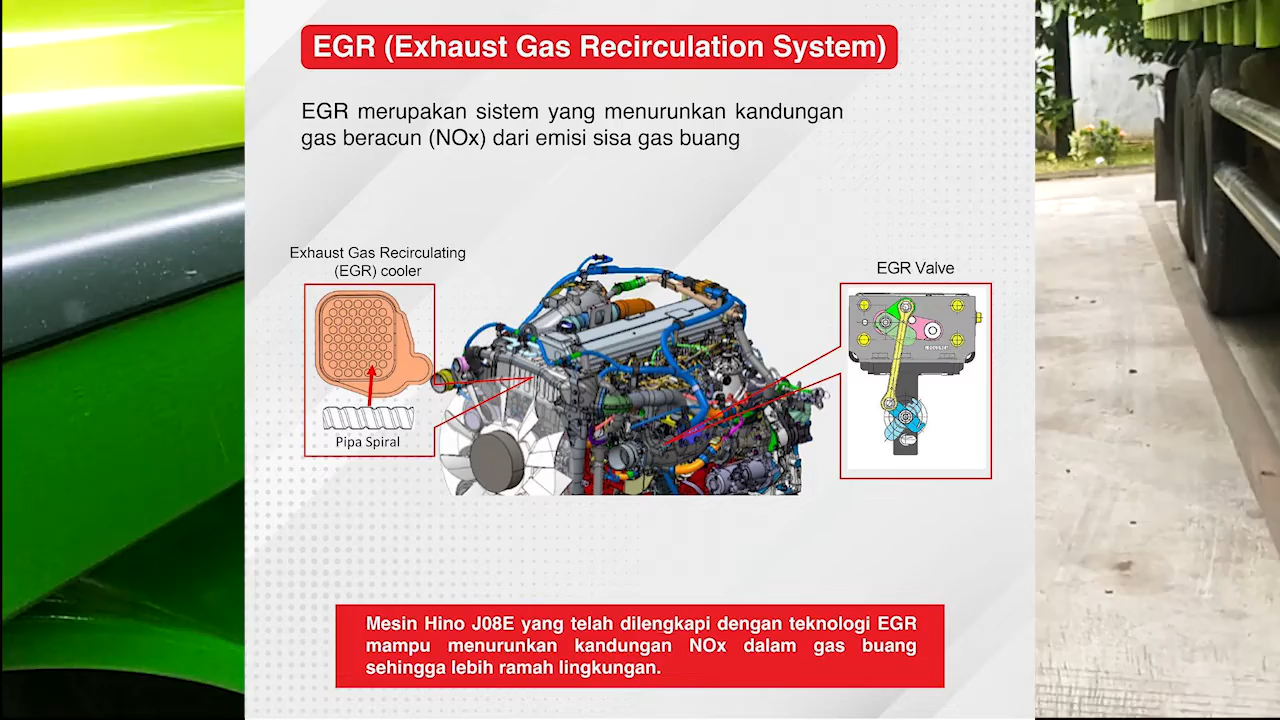 EGR (Exhaust Gas Recirculation System)
EGR merupakan sistem yang menurunkan kandungan
gas beracun (NOx) dari emisi sisa gas buang
Exhaust Gas Recirculating
(EGR) cooler
EGR Valve
Pipa Spiral
Mesin Hino J08E yang telah dilengkapi dengan teknologi EGR
mampu menurunkan kandungan NOx dalam gas buang
sehingga lebih ramah lingkungan.